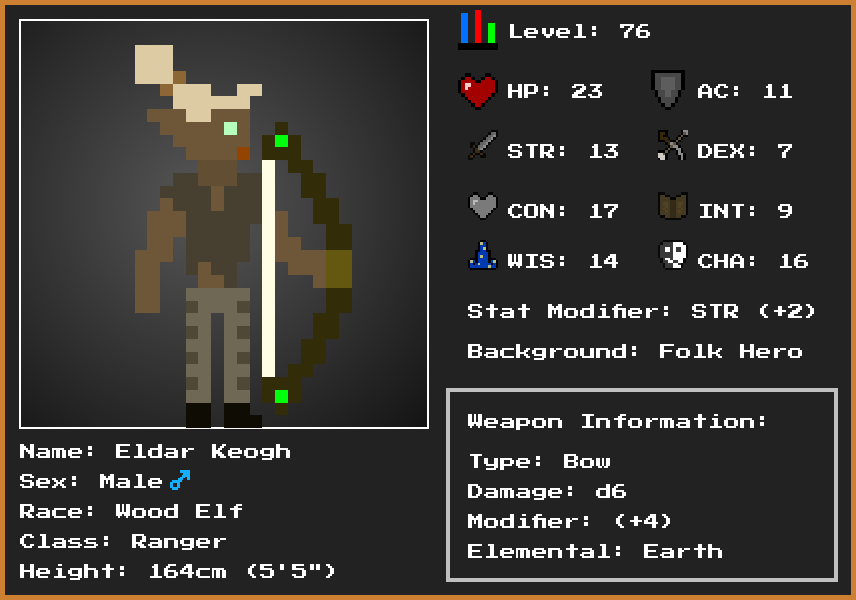 Level: 76
HP: 23 AC: 11
STR: 13 DEX: 7
CON: 17 INT: 9
WIS: 14 CHA: 16
Stat Modifier: STR (+2)
Background: Folk Hero
Weapon Information:
Type: Bow
Damage: d6
Modifier: (+4)
Elemental: Earth
Name: Eldar Keogh
Sex: Male ♂
Race: Wood Elf
Class: Ranger
Height: 164cm (5'5")